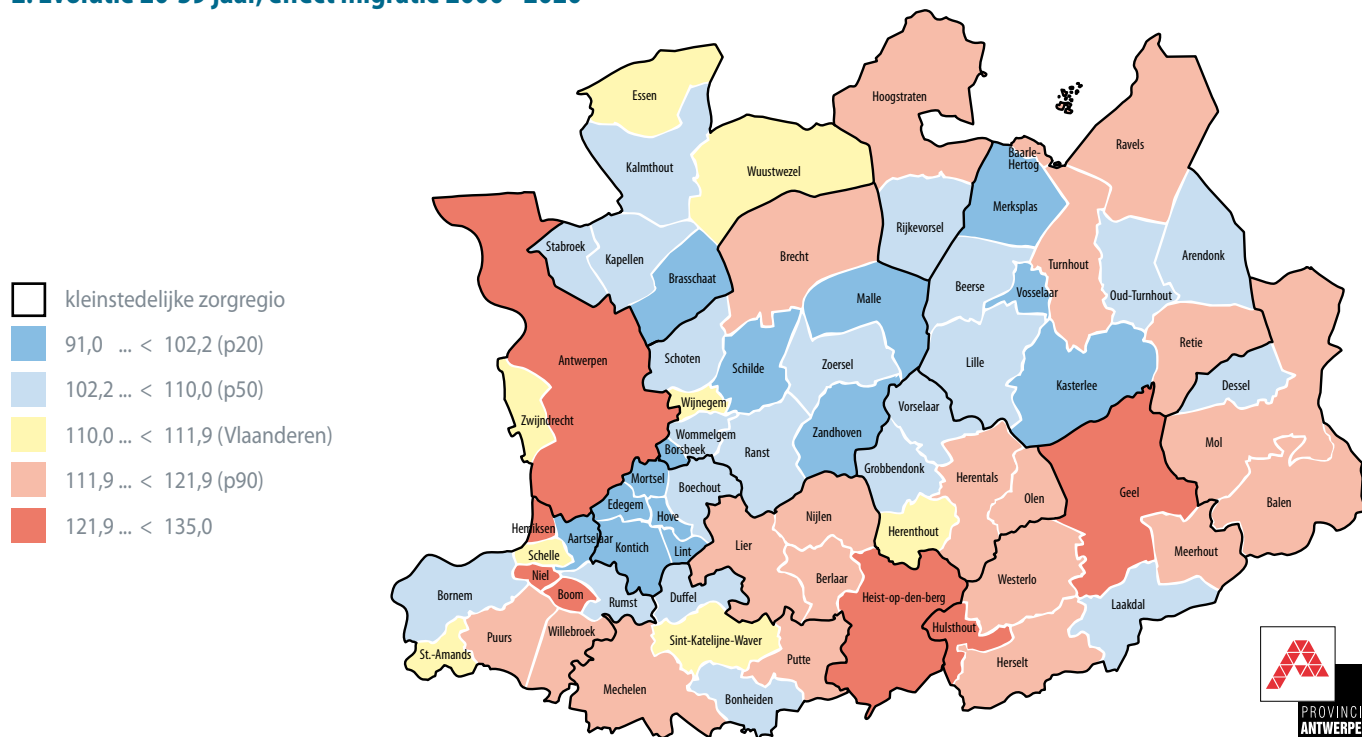 Essen
Hoogstraten
Kalmthout
Wuustwezel
Baarle-
Hertog
Ravels
Merksplas
Rijkevorsel
Stabroek
Kapellen
Brasschaat
Brecht
Turnhout
Arendonk
Beerse
Vosselaar
Oud-Turnhout
Malle
kleinstedelijke zorgregio
91,0 ... < 102,2 (p20)
102,2 ... < 110,0 (p50)
110,0 ... < 111,9 (Vlaanderen)
111,9 ... < 121,9 (p90)
121,9 ... < 135,0
Antwerpen
Schoten
Schilde
Zoersel
Lille
Kasterlee
Retie
Dessel
Zwijndrecht
Wijnegem
Vorselaar
Wommelgem
Borsbeek
Ranst
Zandhoven
Grobbendonk
Herentals
Mol
Mortsel
Boechout
Olen
Geel
Balen
Edegem
Hove
Nijlen
Herenthout
Hemiksen
Aartselaar
Kontich
Lint
Lier
Meerhout
Schelle
Niel
Berlaar
Westerlo
Bornem
Boom
Rumst
Duffel
Heist-op-den-berg
Laakdal
Hulsthout
Puurs
Willebroek
Sint-Katelijne-Waver
St.-Amands
Putte
Herselt
Mechelen
Bonheiden
PROVINCI
ANTWERPE